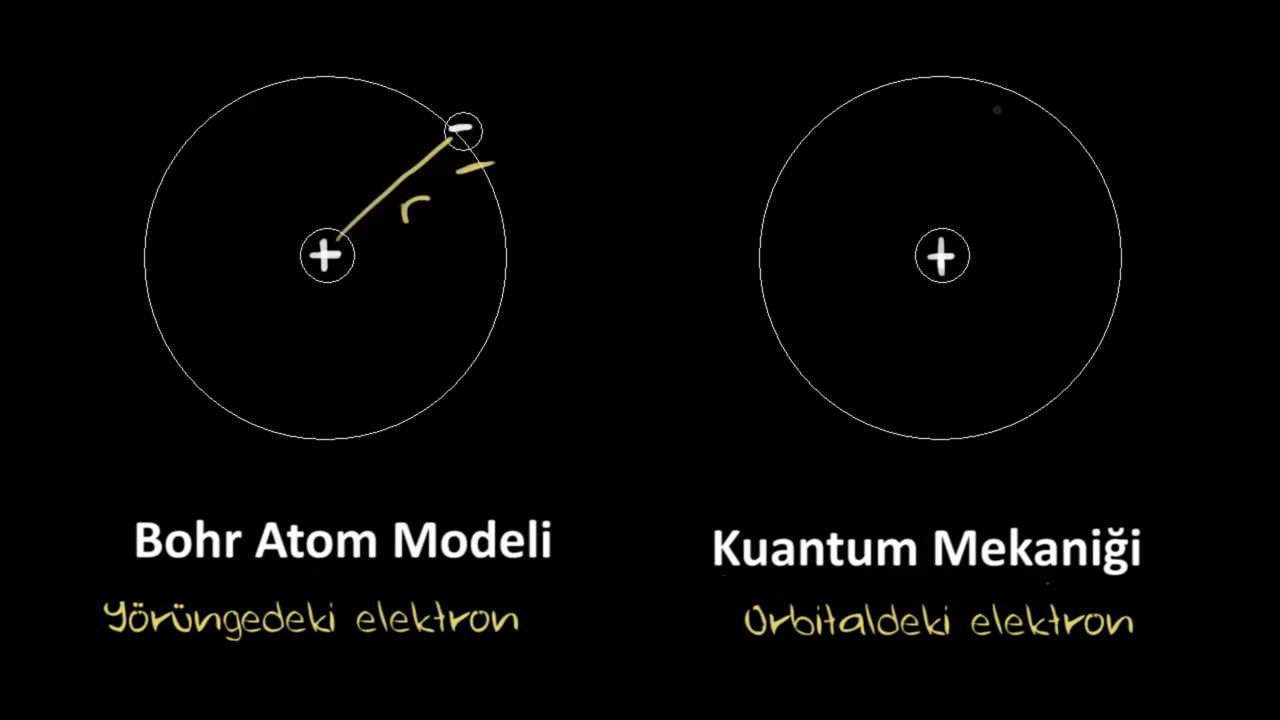 -
-
r
+
+
Bohr Atom Modeli
Kuantum Mekaniği
Yörüngedeki elektron
Orbitaldeki elektron